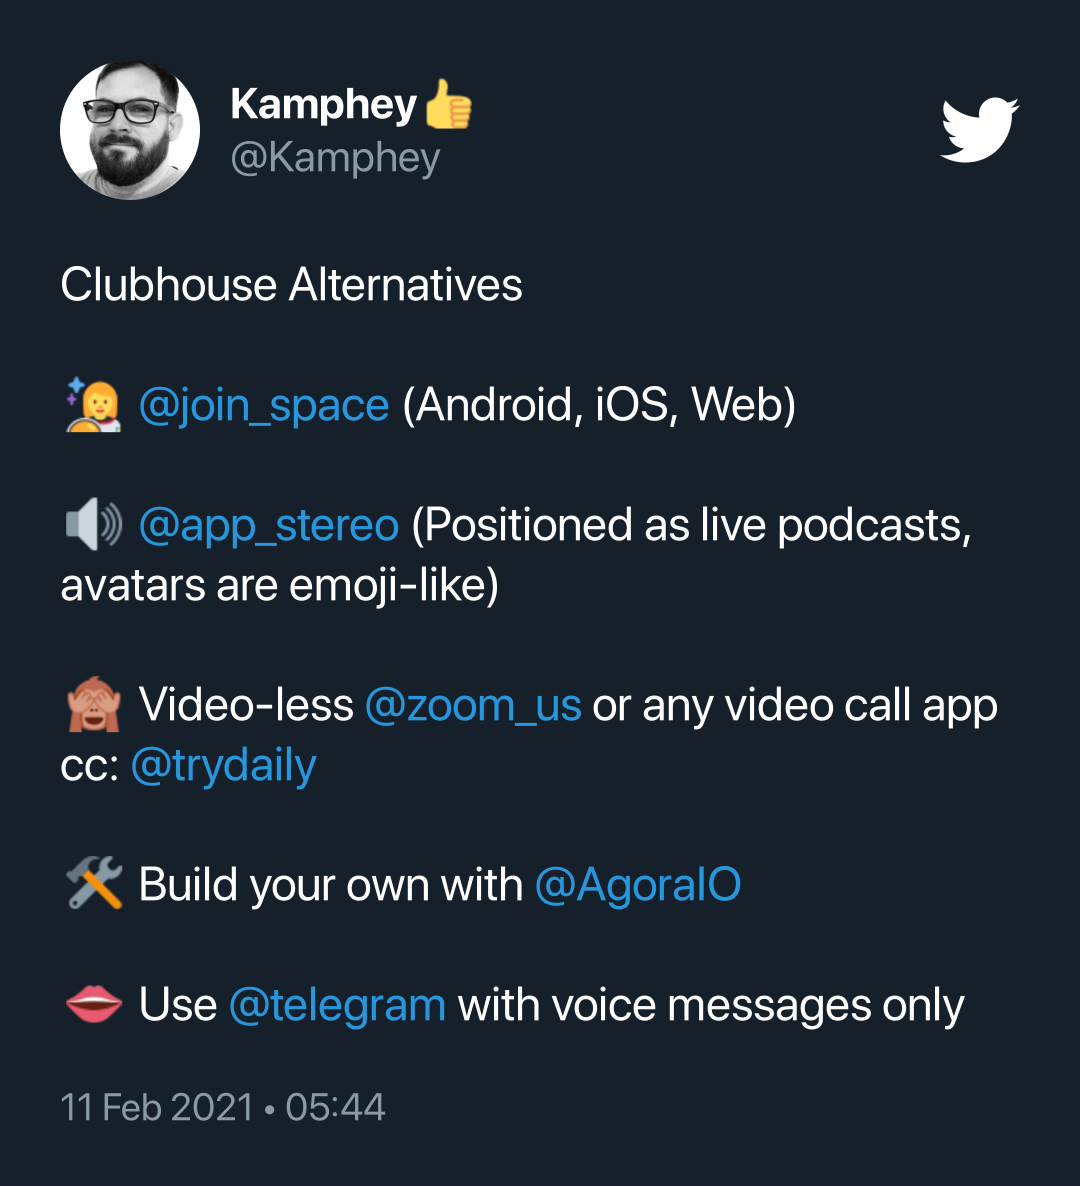 Kamphey👍
@Kamphey
Clubhouse Alternatives
👩‍🚀 @join_space (Android, iOS, Web)
🔊 @app_stereo (Positioned as live podcasts,
avatars are emoji-like)
🙈 Video-less @zoom_us or any video call app
cc: @trydaily
🛠 Build your own with @AgoraIO
👄 Use @telegram with voice messages only
11 Feb 2021 • 05:44